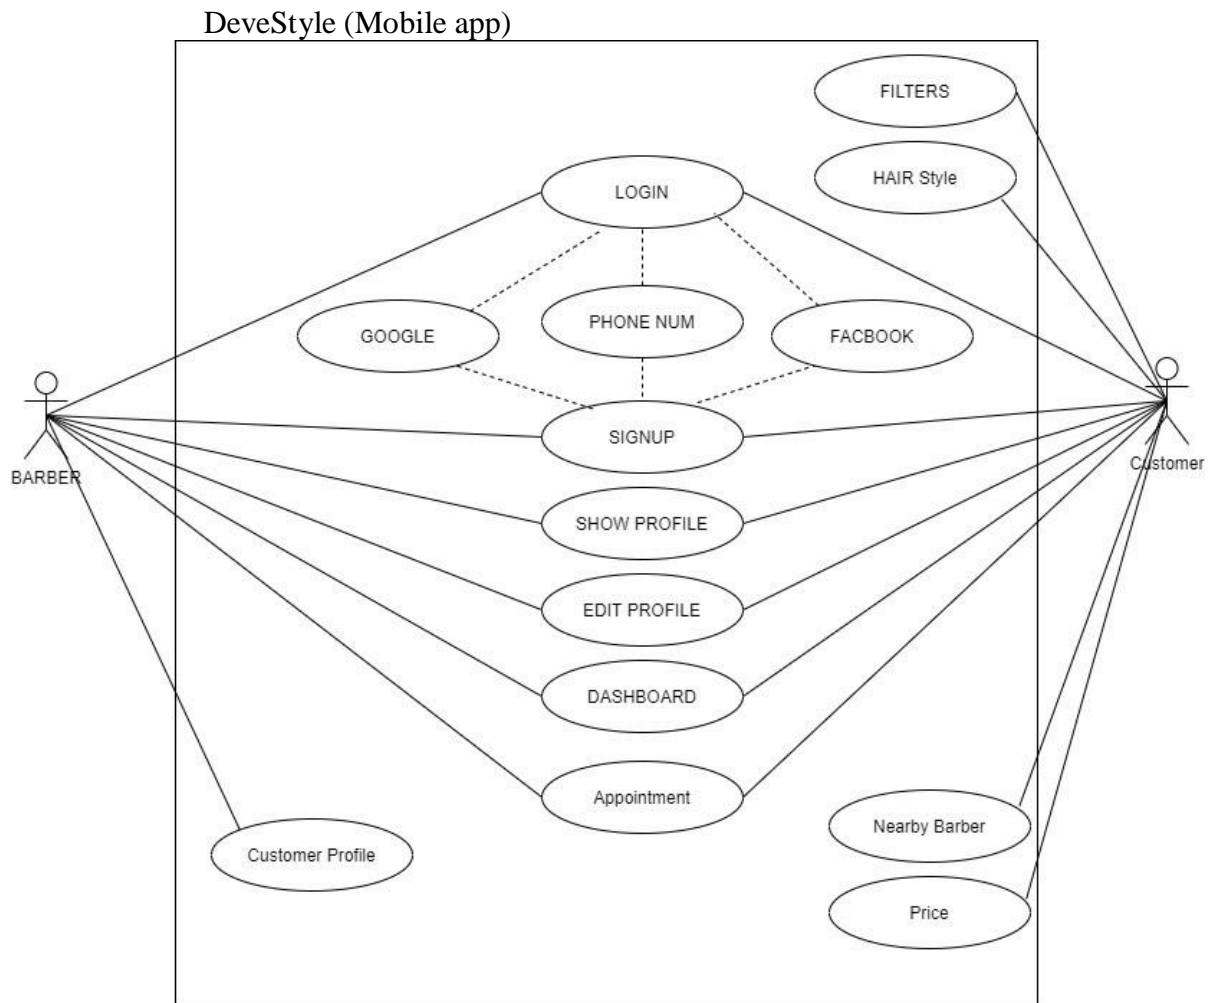 DeveStyle (Mobile app)
FILTERS
HAIR Style
LOGIN
GOOGLE
PHONE NUM
FACBOOK
SIGNUP
BARBER
Customer
SHOW PROFILE
EDIT PROFILE
DASHBOARD
Appointment
Customer Profile
Nearby Barber
Price